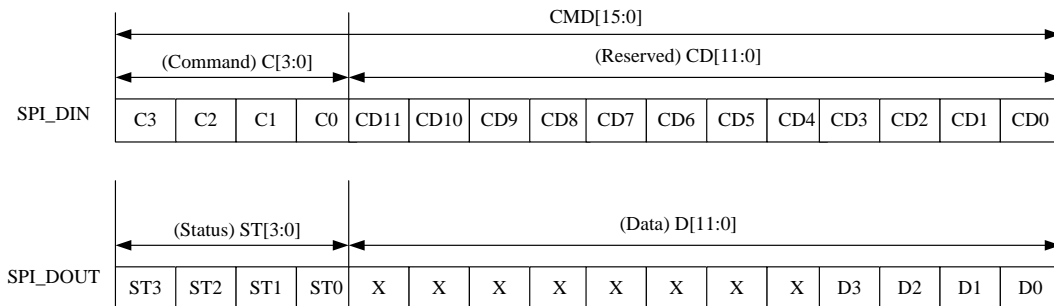 CMD[15:0]
(Command) C[3:0] (Reserved) CD[11:0]
SPI_DIN C3 C2 C1 C0 CD11 CD10 CD9 CD8 CD7 CD6 CD5 CD4 CD3 CD2 CD1 CD0
(Status) ST[3:0] (Data) D[11:0]
SPI_DOUT ST3 ST2 ST1 ST0 X X X X X X X X D3 D2 D1 D0